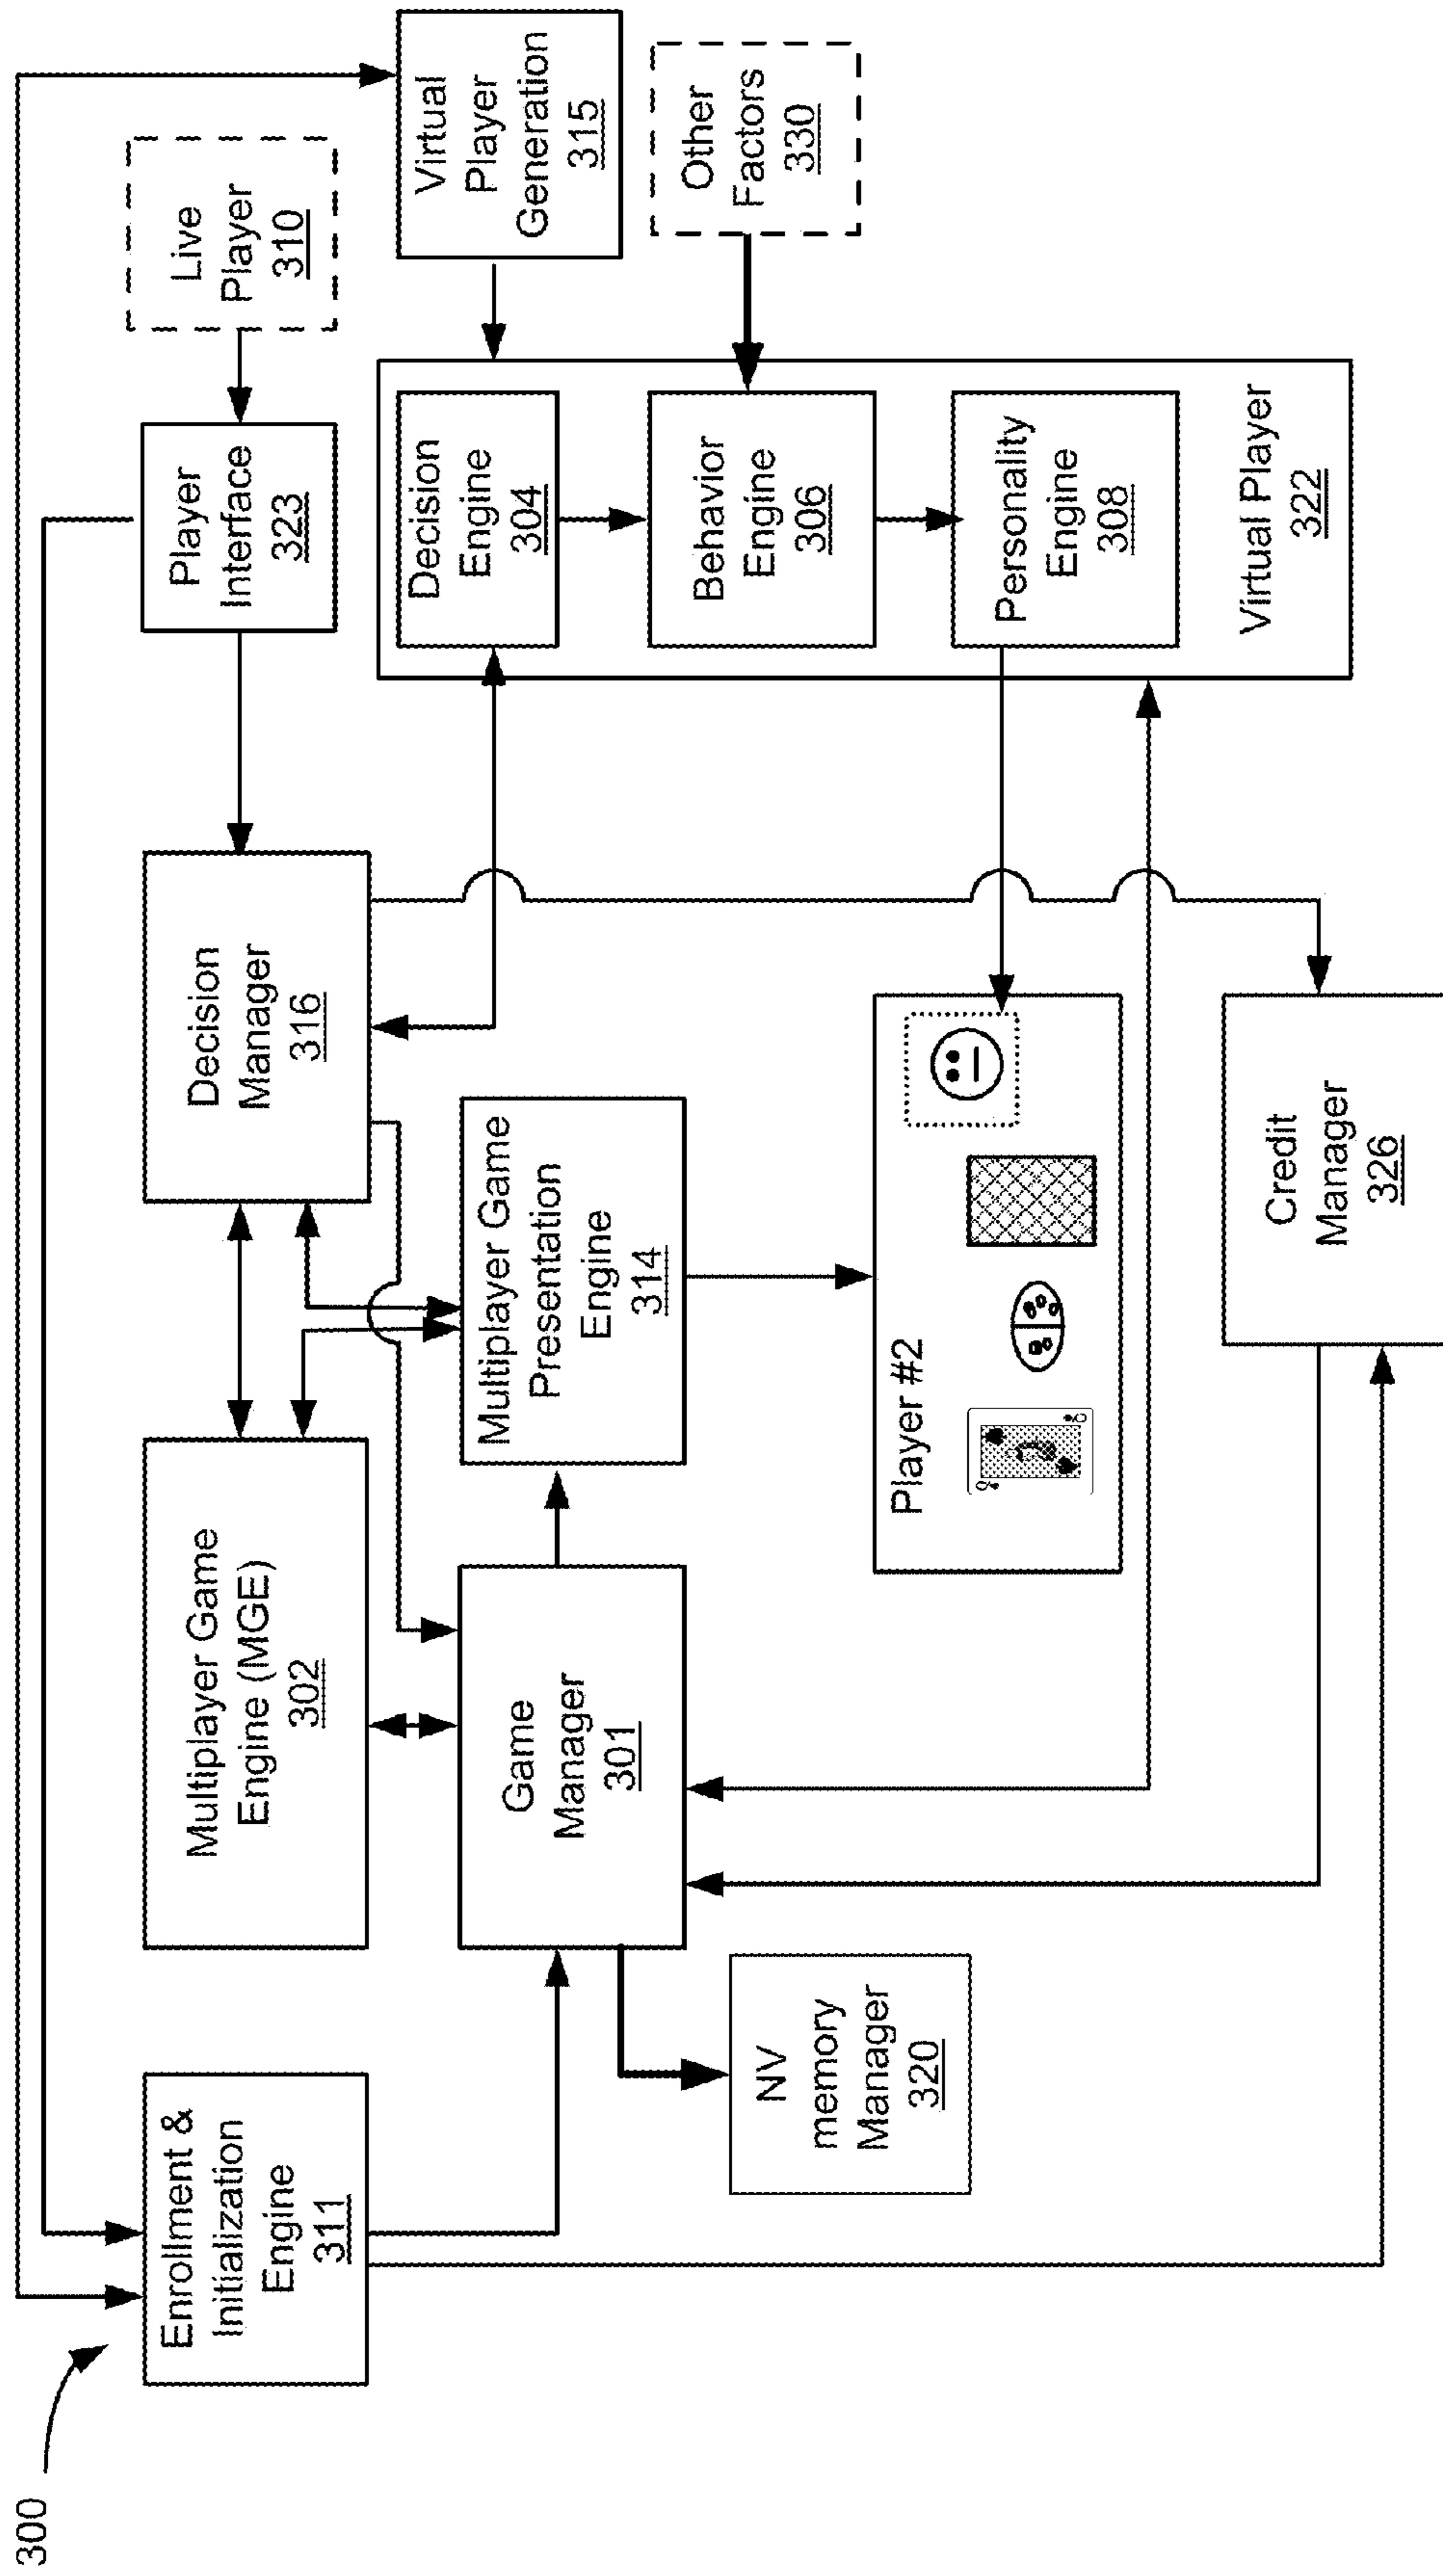 300
Enrollment &
Initialization
Engine
311
Multiplayer Game
Engine (MGE)
302
Decision
Manager
316
Player
Interface
323
Live
Player
310
Virtual
Player
Generation
315
Game
Manager
301
Multiplayer Game
Presentation
Engine
314
Decision
Engine
304
Behavior
Engine
306
Personality
Engine
308
Virtual Player
322
Other
Factors
330
NV
memory
Manager
320
Player #2
Q
Q
Credit
Manager
326